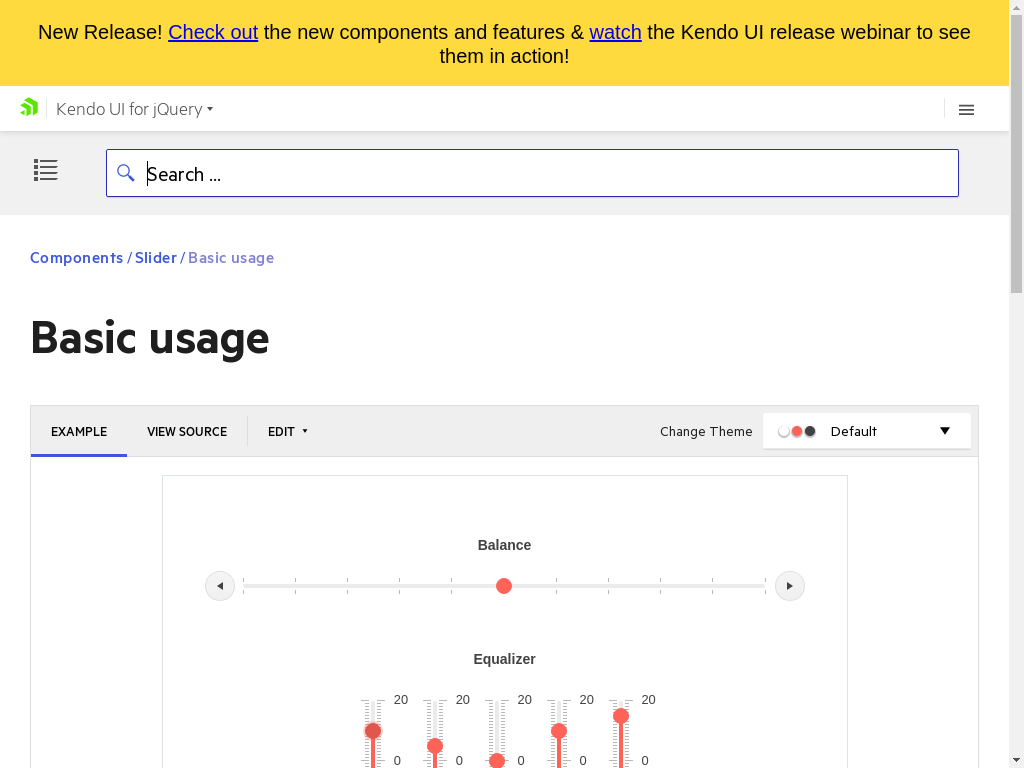 New Release! Check out the new components and features & watch the Kendo UI release webinar to see
them in action!
Kendo UI for jQuery
Search ...
Components / Slider / Basic usage
Basic usage
EXAMPLE VIEW SOURCE EDIT Change Theme Default
Balance
Equalizer
20 20 20 20 20
0 0 0 0 0